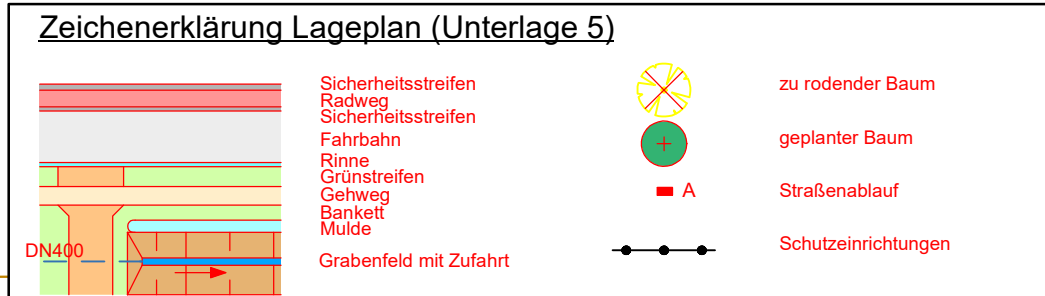 Zeichenerklärung Lageplan (Unterlage 5)
Sicherheitsstreifen
Radweg
Sicherheitsstreifen
Fahrbahn
Rinne
Grünstreifen
Gehweg
Bankett
Mulde
DN400
Grabenfeld mit Zufahrt
zu rodender Baum
geplanter Baum
A Straßenablauf
Schutzeinrichtungen